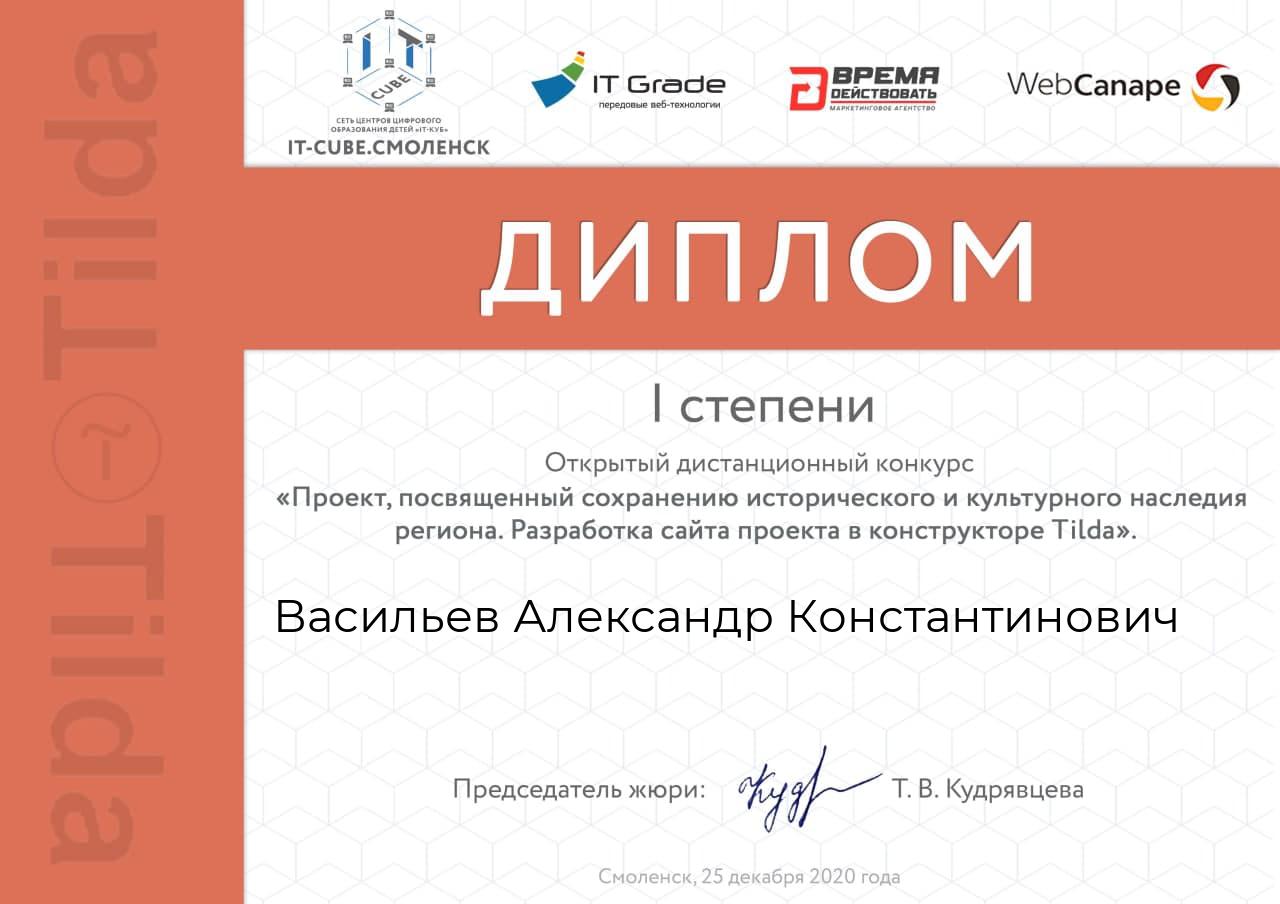 IT
CUBE
СЕТЬ ЦЕНТРОВ ЦИФРОВОГО
ОБРАЗОВАНИЯ ДЕТЕЙ «IT-КУБ»
IT-CUBE.СМОЛЕНСК
IT Grade
передовые веб-технологии
ВРЕМЯ
ДЕЙСТВОВАТЬ
МАРКЕТИНГОВОЕ АГЕНТСТВО
WebCanape
Tilda
Tilda
ДИПЛОМ
I степени
Открытый дистанционный конкурс
«Проект, посвященный сохранению исторического и культурного наследия
региона. Разработка сайта проекта в конструкторе Tilda».
Васильев Александр Константинович
Председатель жюри: Т. В. Кудрявцева
Смоленск, 25 декабря 2020 года